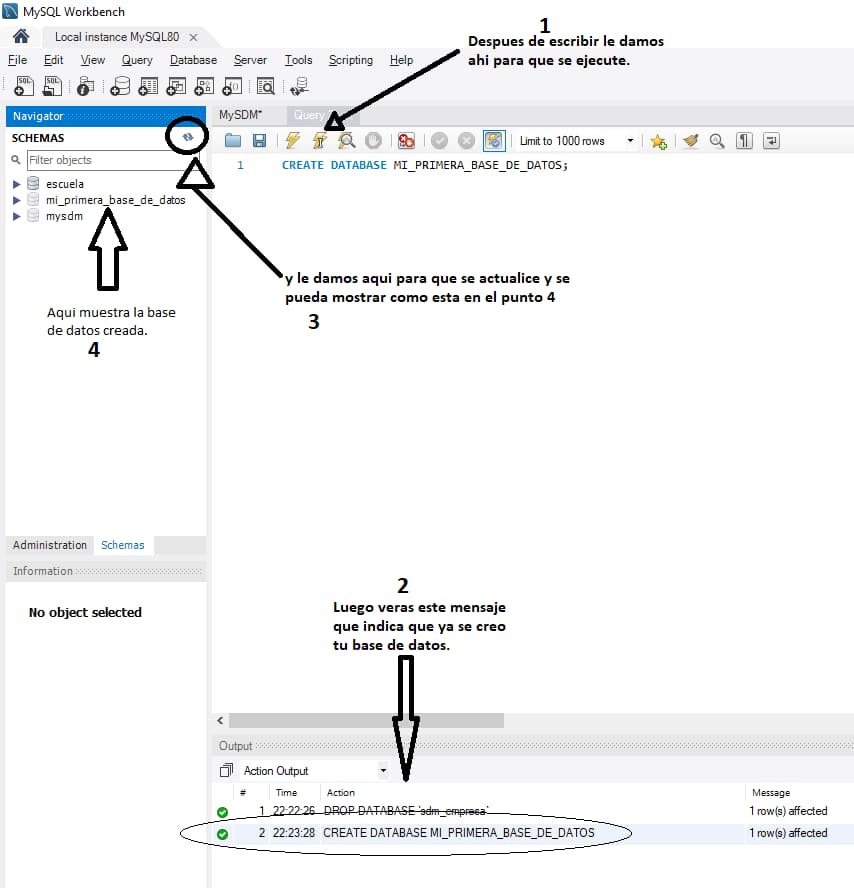 MySQL Workbench
Local instance MySQL80
File Edit View Query Database Server Tools Scripting Help
1
Despues de escribir le damos
ahi para que se ejecute.
Navigator
MySDM*
Query
SCHEMAS
Limit to 1000 rows
Filter objects
1 CREATE DATABASE MI_PRIMERA_BASE_DE_DATOS;
escuela
mi_primera_base_de_datos
mysdm
y le damos aqui para que se actualice y se
pueda mostrar como esta en el punto 4
3
Aqui muestra la base
de datos creada.
4
Administration Schemas
Information
No object selected
2
Luego veras este mensaje
que indica que ya se creo
tu base de datos.
Output
Action Output
# Time Action Message
1 22:22:26 DROP DATABASE `sdm_empresa` 1 row(s) affected
2 22:23:28 CREATE DATABASE MI_PRIMERA_BASE_DE_DATOS 1 row(s) affected